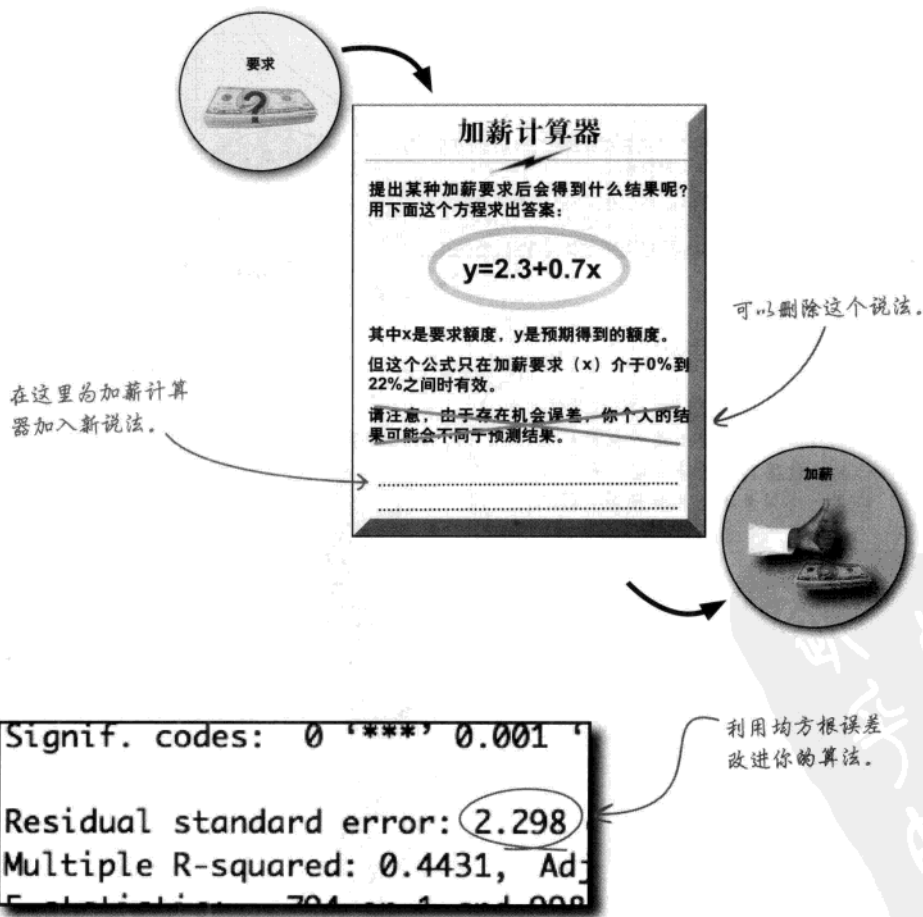 要求
?
加薪计算器
提出某种加薪要求后会得到什么结果呢?
用下面这个方程求出答案:
y=2.3+0.7x
可以删除这个说法。
其中x是要求额度，y是预期得到的额度。
但这个公式只在加薪要求（x）介于0%到
22%之间时有效。
在这里为加薪计算
器加入新说法。
请注意，由于存在机会误差，你个人的结
果可能会不同于预测结果。
加薪
Signif. codes: 0 ‘***’ 0.001 ‘
利用均方根误差
改进你的算法。
Residual standard error: 2.298
Multiple R-squared: 0.4431, Adj